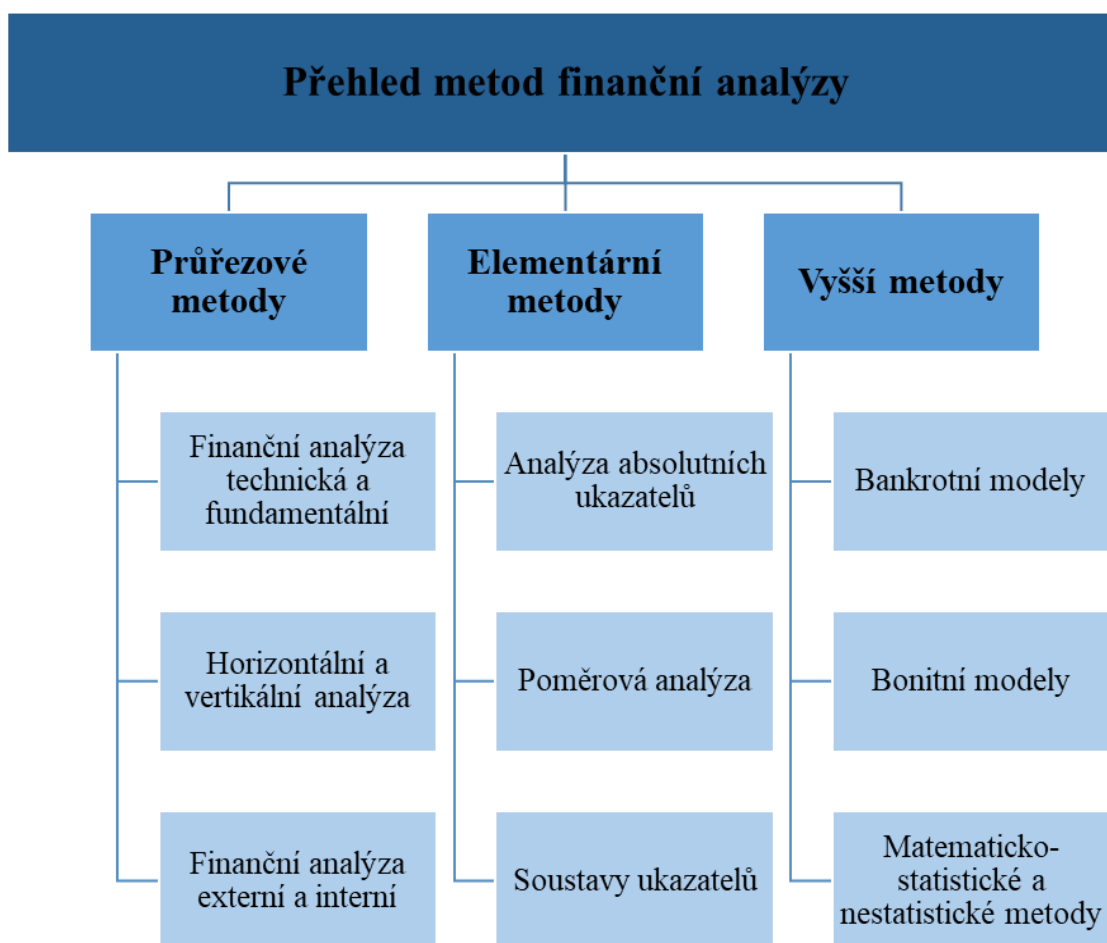 Přehled metod finanční analýzy
Průřezové
metody
Elementární
metody
Vyšší metody
Finanční analýza
technická a
fundamentální
Analýza absolutních
ukazatelů
Bankrotní modely
Horizontální a
vertikální analýza
Poměrová analýza
Bonitní modely
Finanční analýza
externí a interní
Soustavy ukazatelů
Matematicko-
statistické a
nestatistické metody